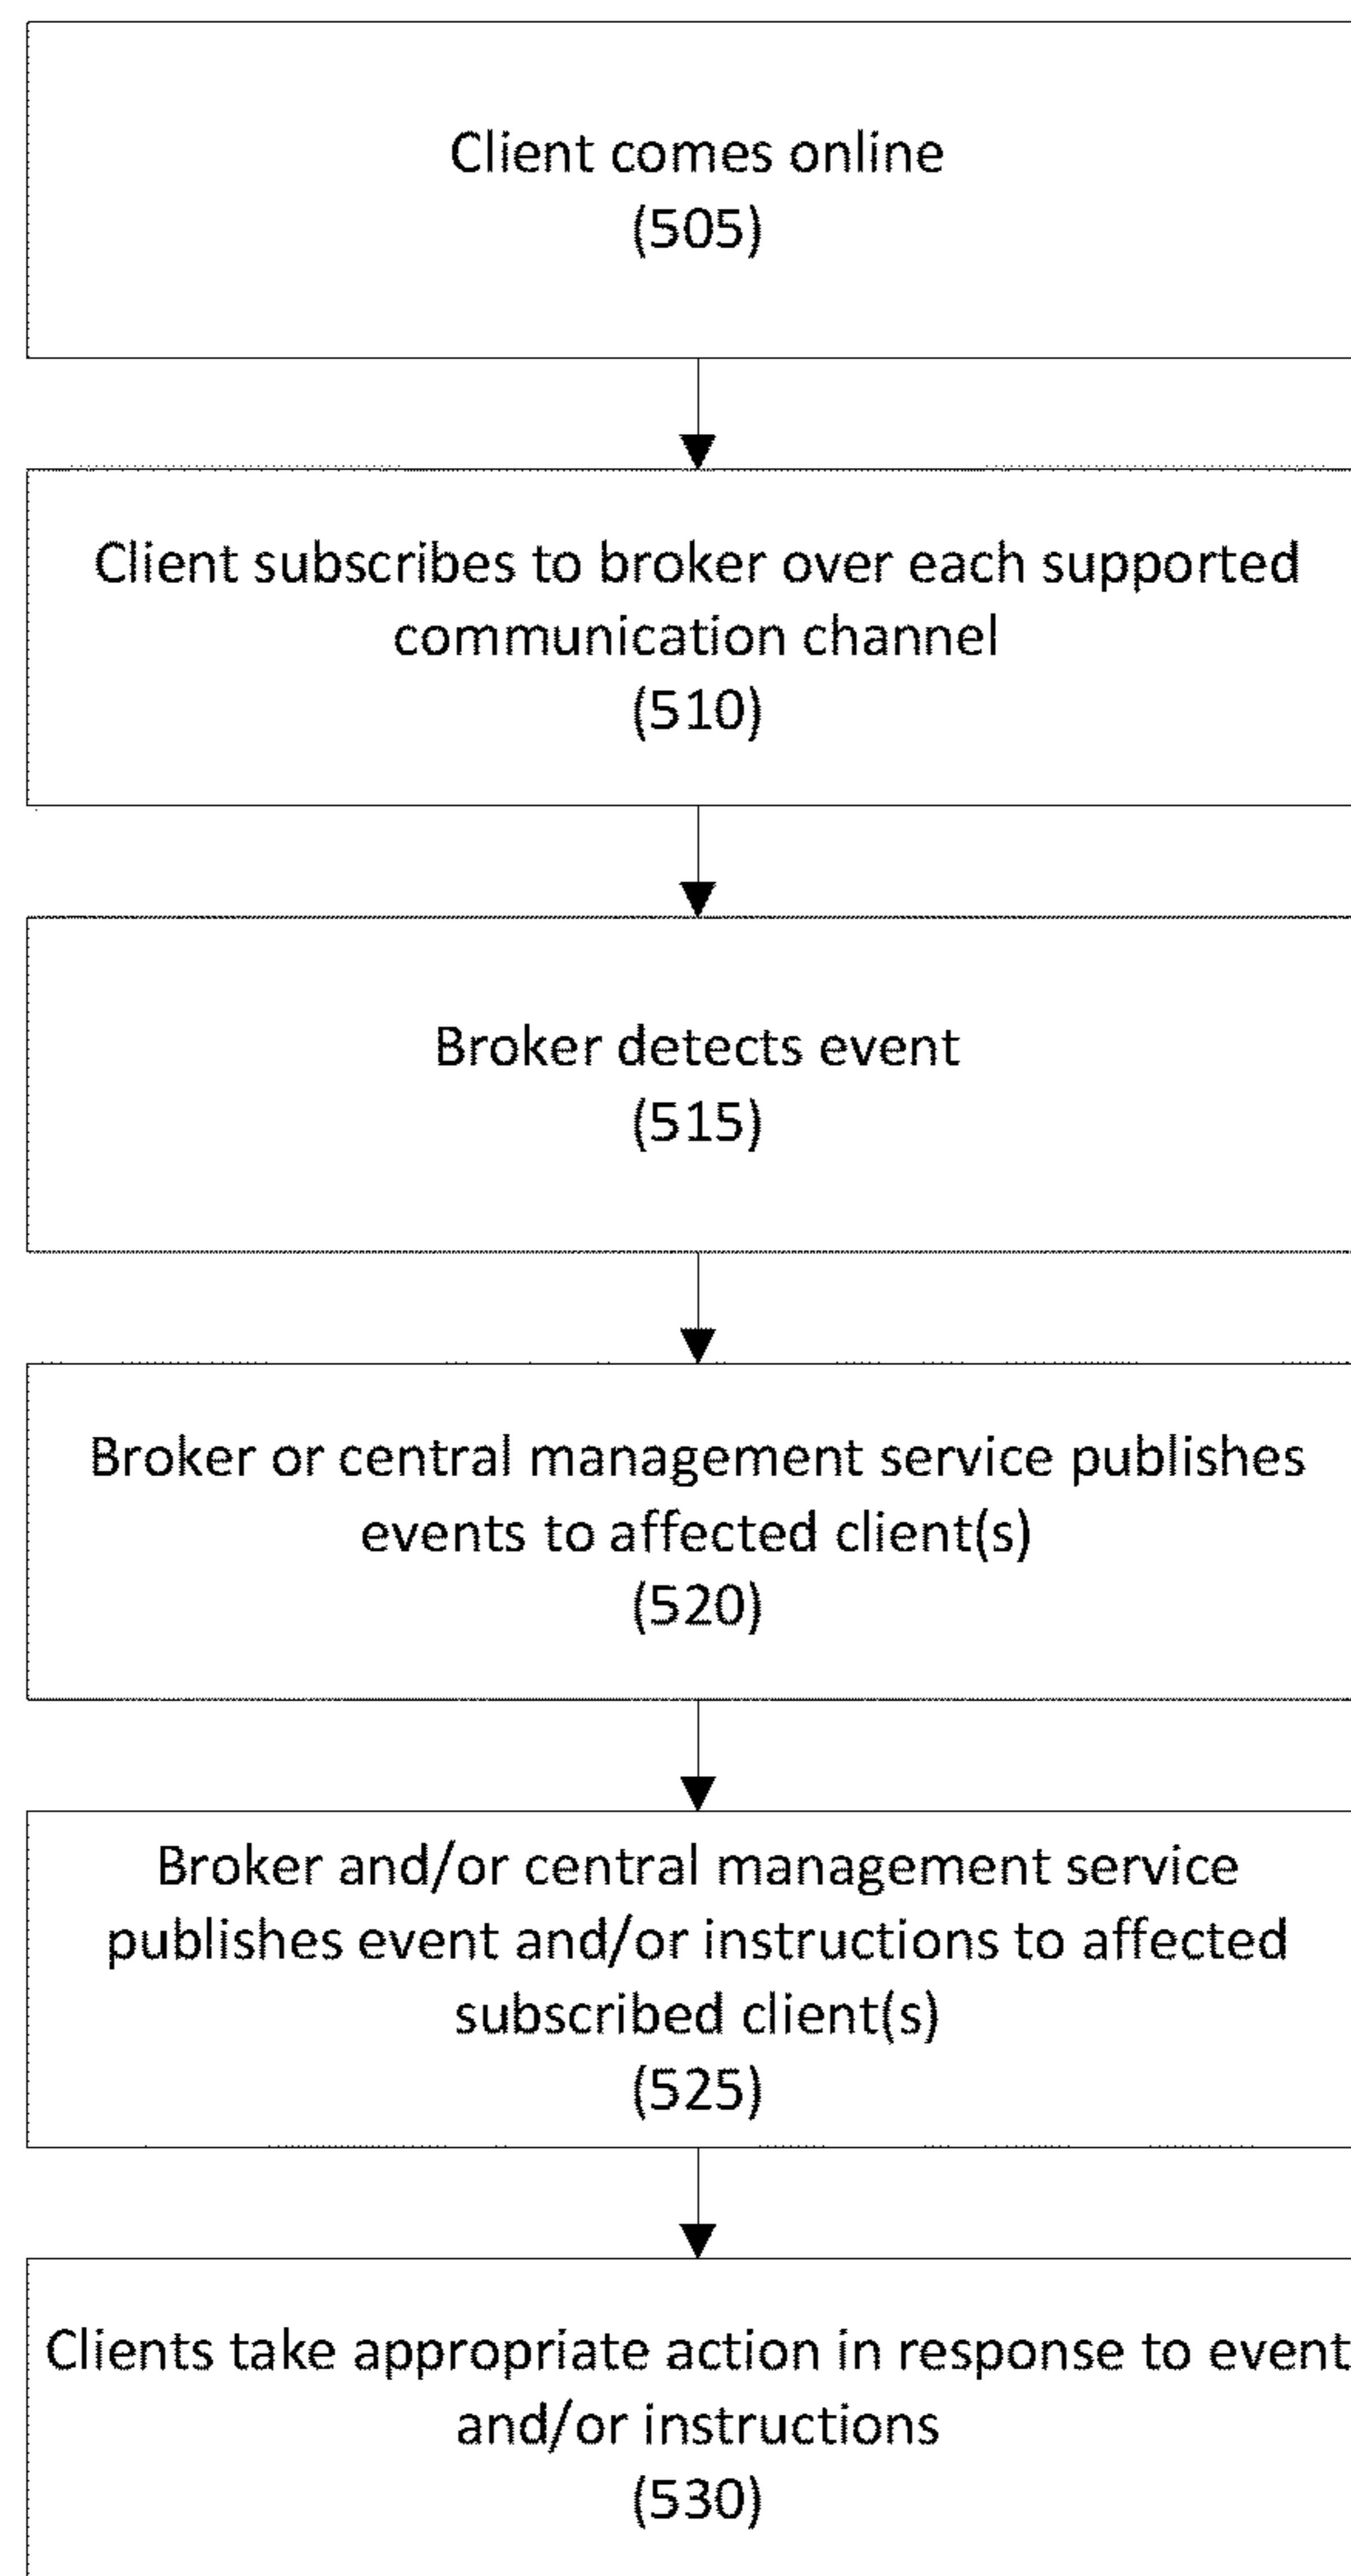 Client comes online
(505)
Client subscribes to broker over each supported
communication channel
(510)
Broker detects event
(515)
Broker or central management service publishes
events to affected client(s)
(520)
Broker and/or central management service
publishes event and/or instructions to affected
subscribed client(s)
(525)
Clients take appropriate action in response to event
and/or instructions
(530)